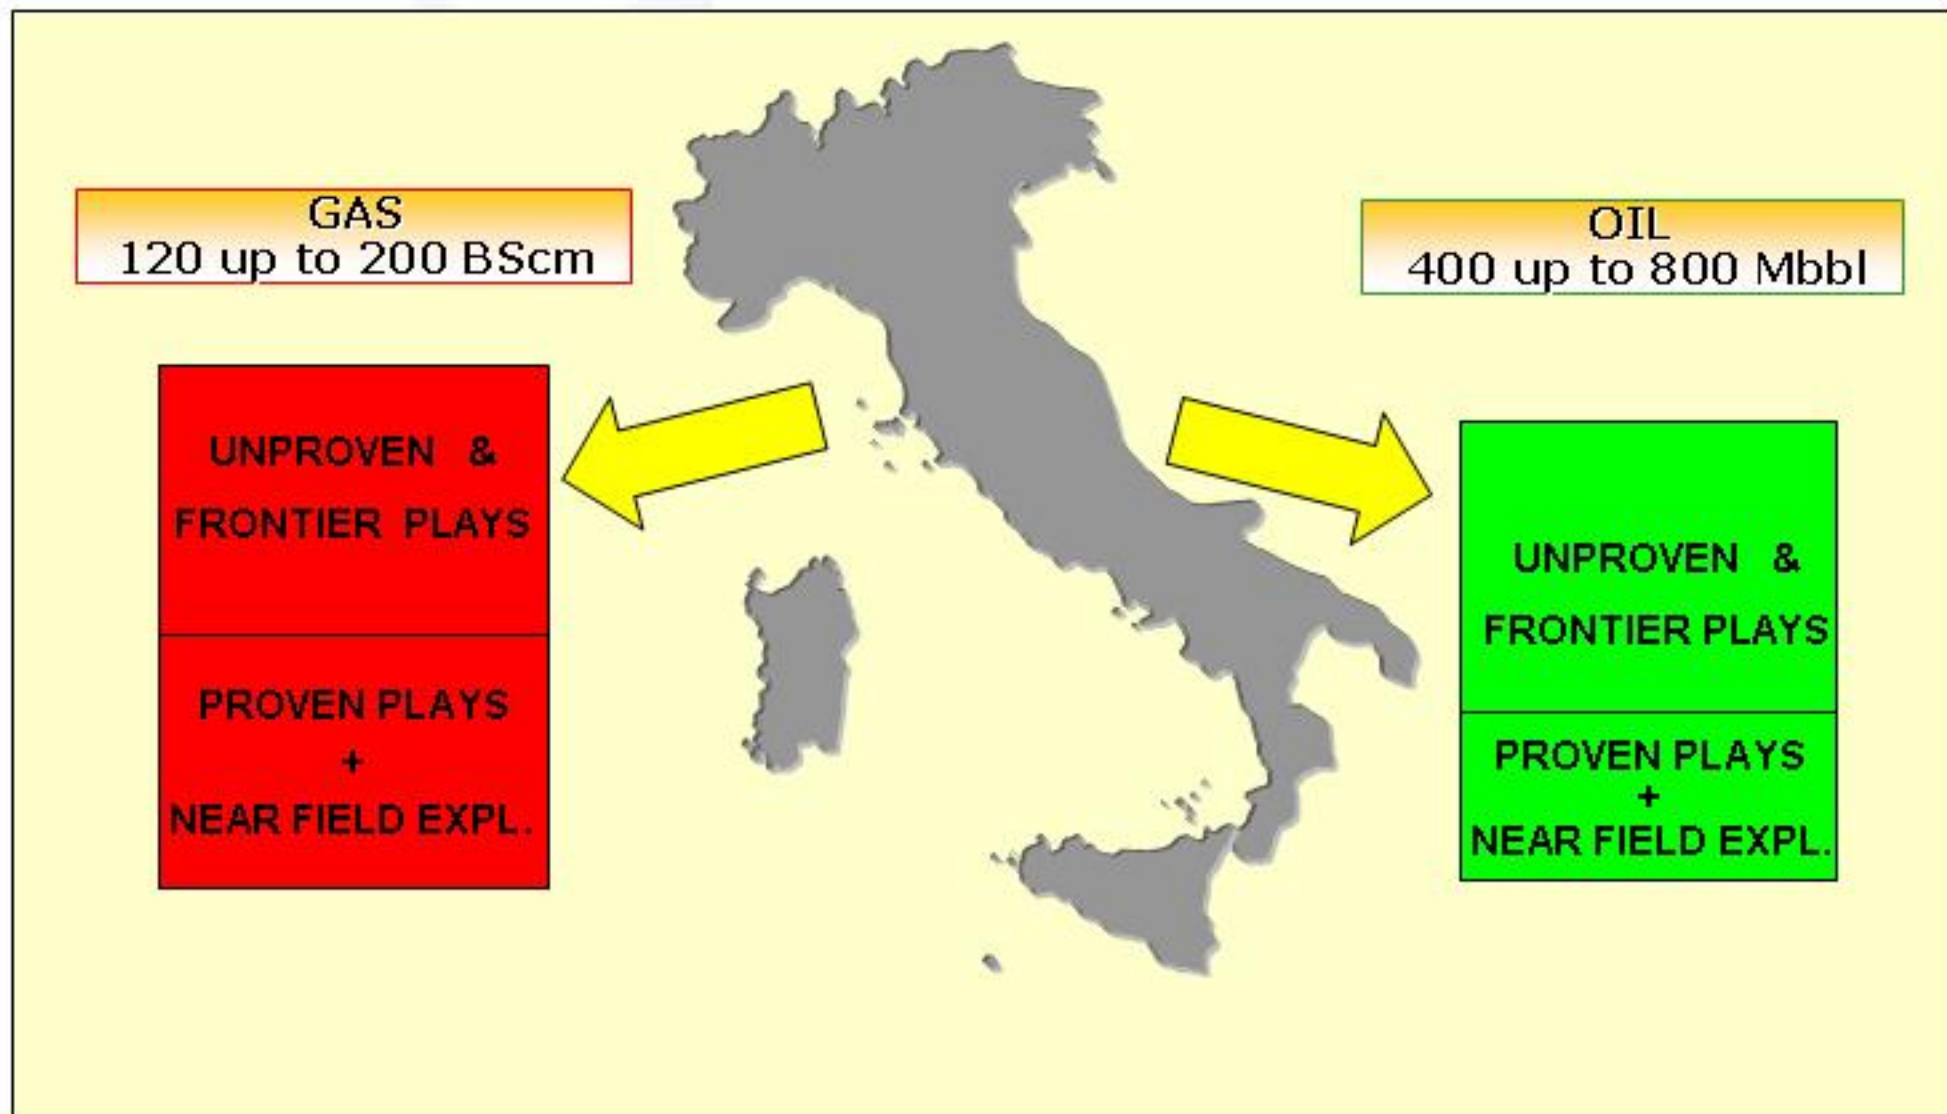 GAS
120 up to 200 BScm
OIL
400 up to 800 Mbbl
UNPROVEN &
FRONTIER PLAYS
PROVEN PLAYS
+
NEAR FIELD EXPL.
UNPROVEN &
FRONTIER PLAYS
PROVEN PLAYS
+
NEAR FIELD EXPL.